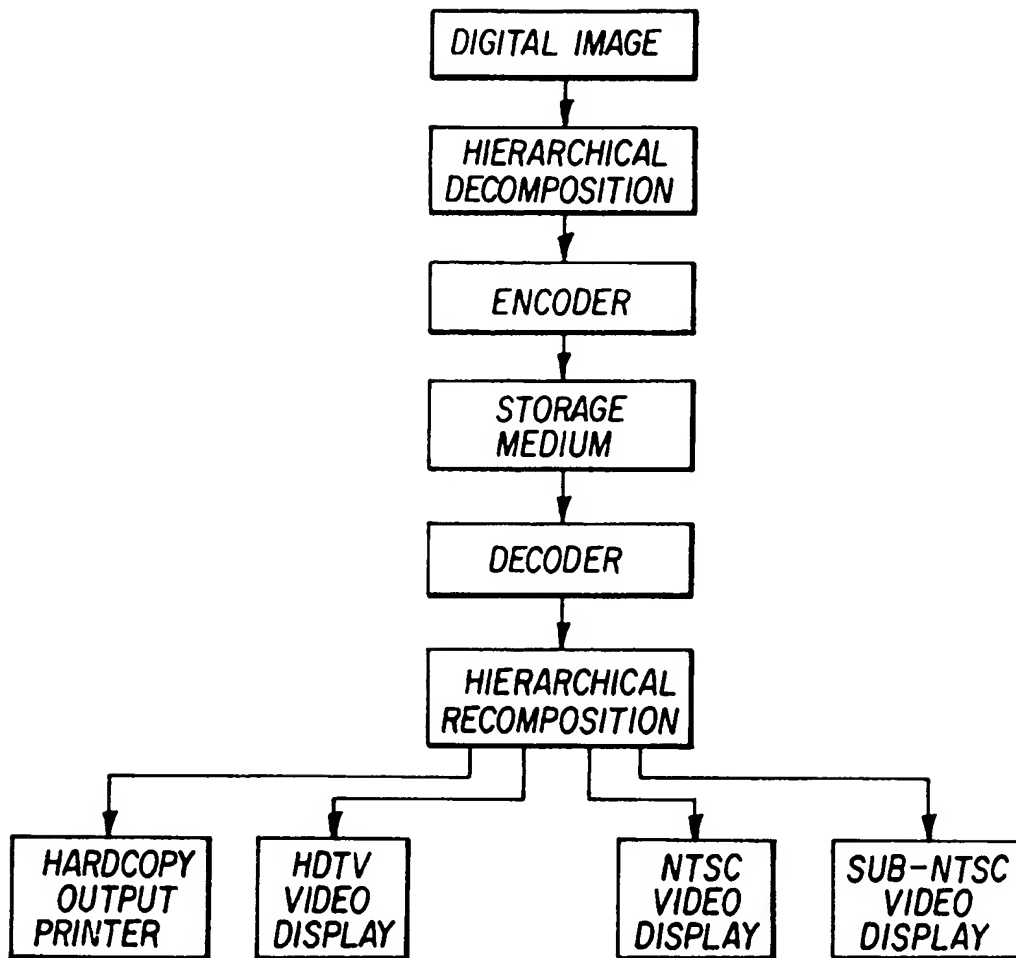 DIGITAL IMAGE
HIERARCHICAL
DECOMPOSITION
ENCODER
STORAGE
MEDIUM
DECODER
HIERARCHICAL
RECOMPOSITION
HARDCOPY
OUTPUT
PRINTER
HDTV
VIDEO
DISPLAY
NTSC
VIDEO
DISPLAY
SUB-NTSC
VIDEO
DISPLAY